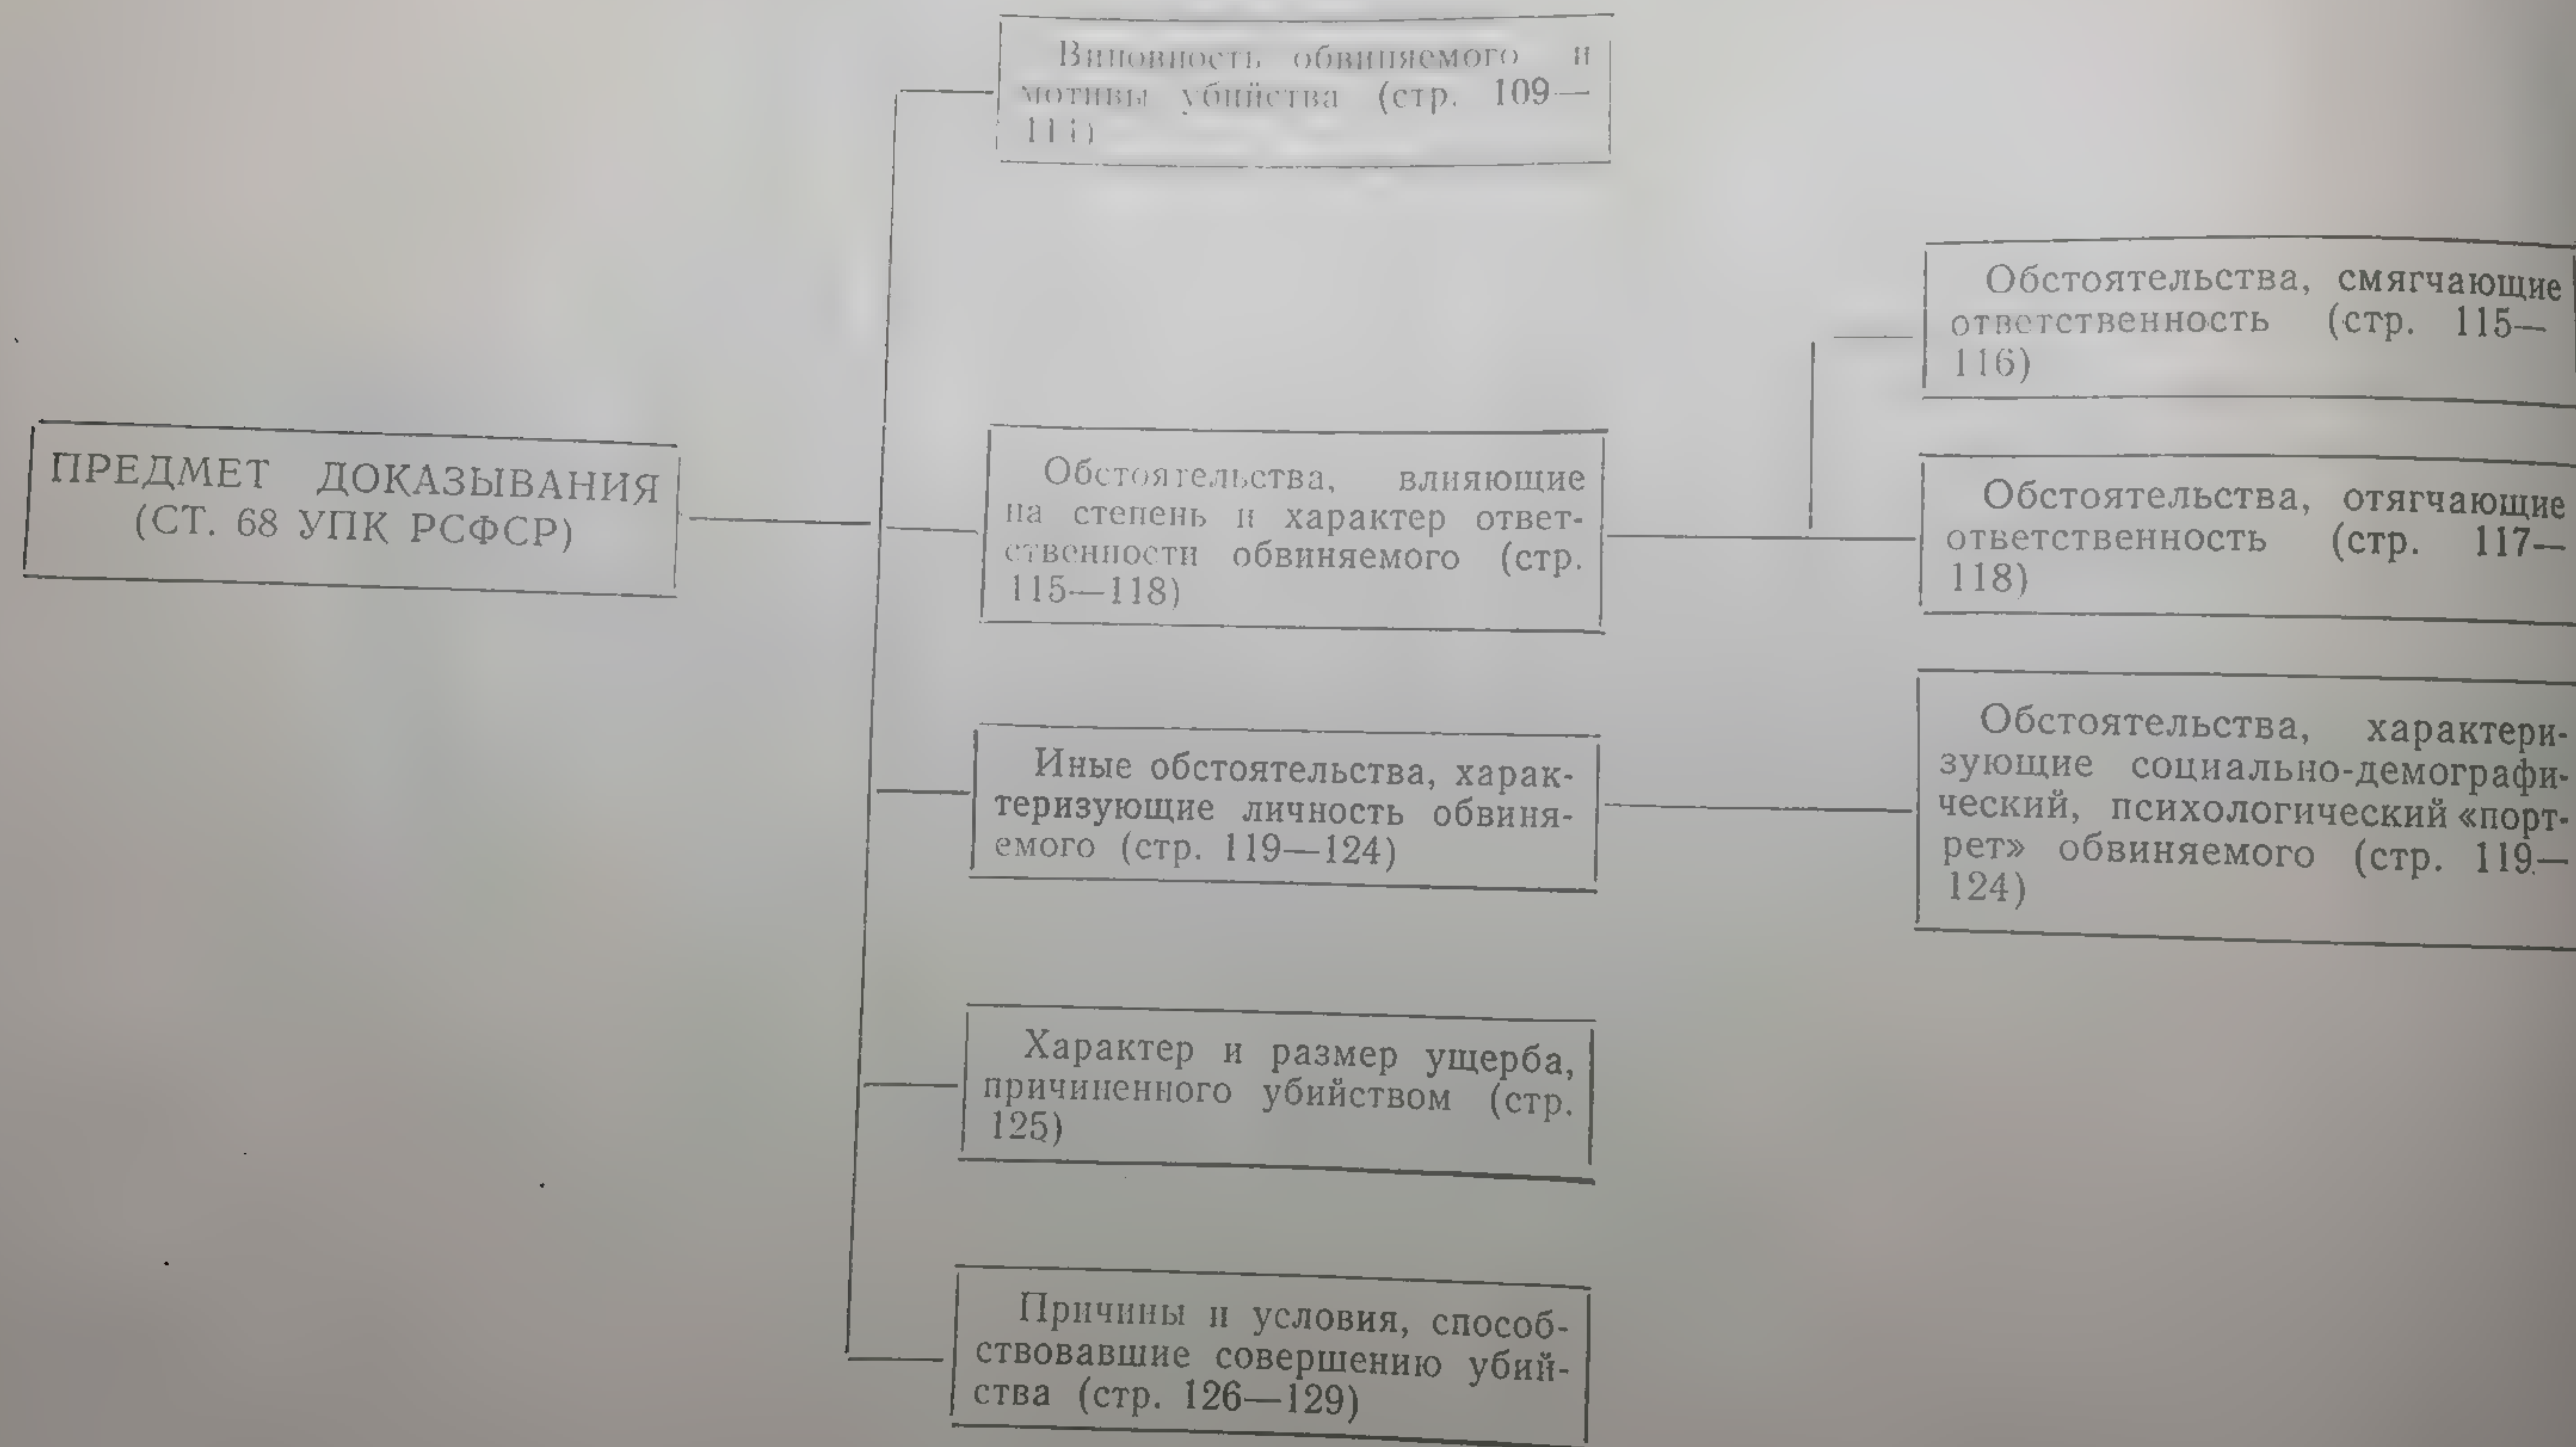 ПРЕДМЕТ ДОКАЗЫВАНИЯ
(СТ. 68 УПК РСФСР)
Виновность обвиняемого и
мотивы убийства (стр. 109—
Обстоятельства, влияющие
на степень и характер ответ-
ственности обвиняемого (стр.
115—118)
Иные обстоятельства, харак-
теризующие личность обвиня-
емого (стр. 119—124)
Характер и размер ущерба,
причиненного убийством (стр.
125)
Причины и условия, способ-
ствовавшие совершению убий-
ства (стр. 126—129)
Обстоятельства, смягчающие
ответственность (стр. 115—
116)
Обстоятельства, отягчающие
ответственность (стр. 117—
118)
Обстоятельства, характери-
зующие социально-демографи-
ческий, психологический «порт-
рет» обвиняемого (стр. 119—
124)